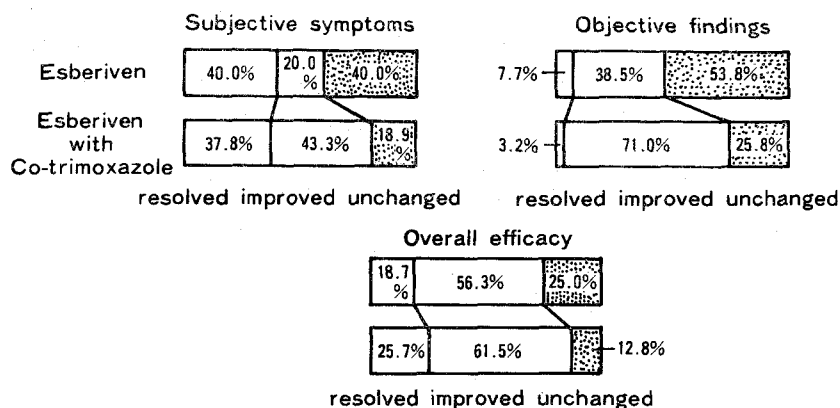 Subjective symptoms
Objective findings
Esberiven
40.0%
20.0
%
40.0%
7.7%
38.5%
53.8%
Esberiven
with
Co-trimoxazole
37.8%
43.3%
18.9
%
3.2%
71.0%
25.8%
resolved improved unchanged
resolved improved unchanged
Overall efficacy
18.7
%
56.3%
25.0%
25.7%
61.5%
12.8%
resolved improved unchanged